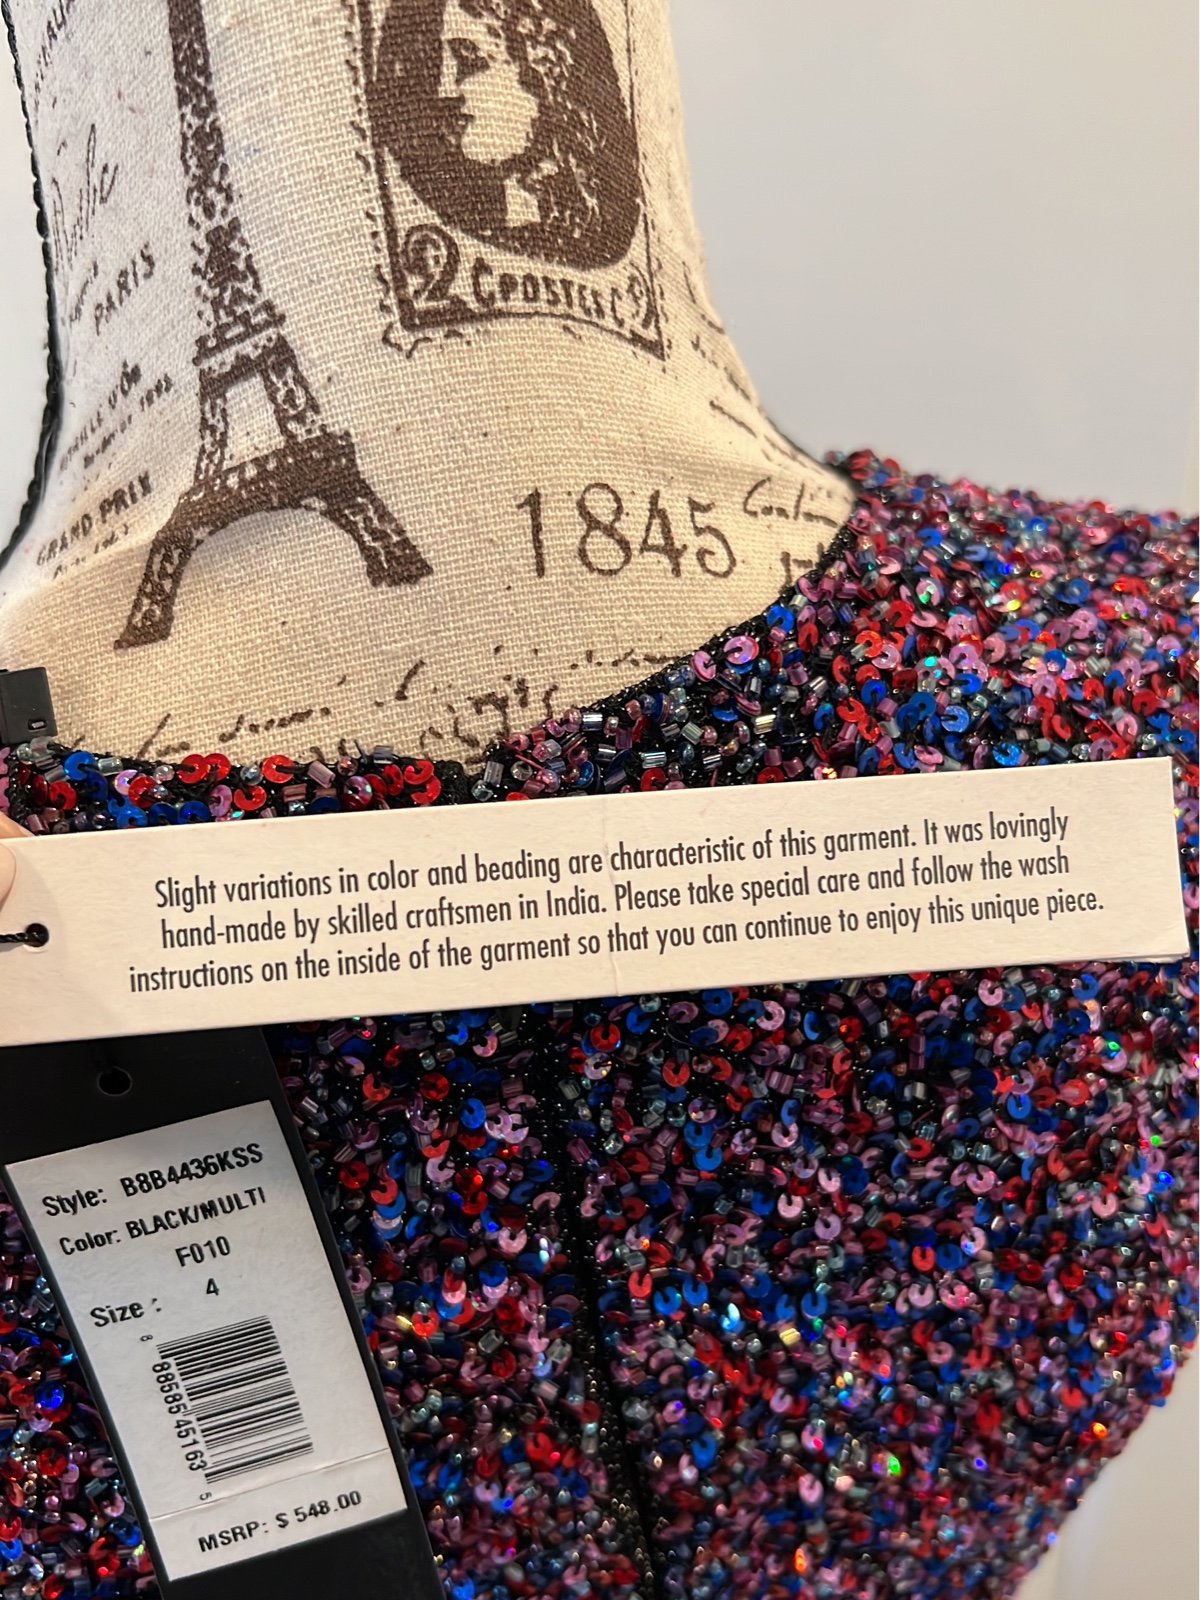 PARIS
2 CPOSTES C 2
GRAND PRIX
1845
Slight variations in color and beading are characteristic of this garment. It was lovingly
hand-made by skilled craftsmen in India. Please take special care and follow the wash
instructions on the inside of the garment so that you can continue to enjoy this unique piece.
Style: B8B4436KSS
Color: BLACK/MULTI
F010
4
Size :
8 88585 45163 5
MSRP: $ 548.00